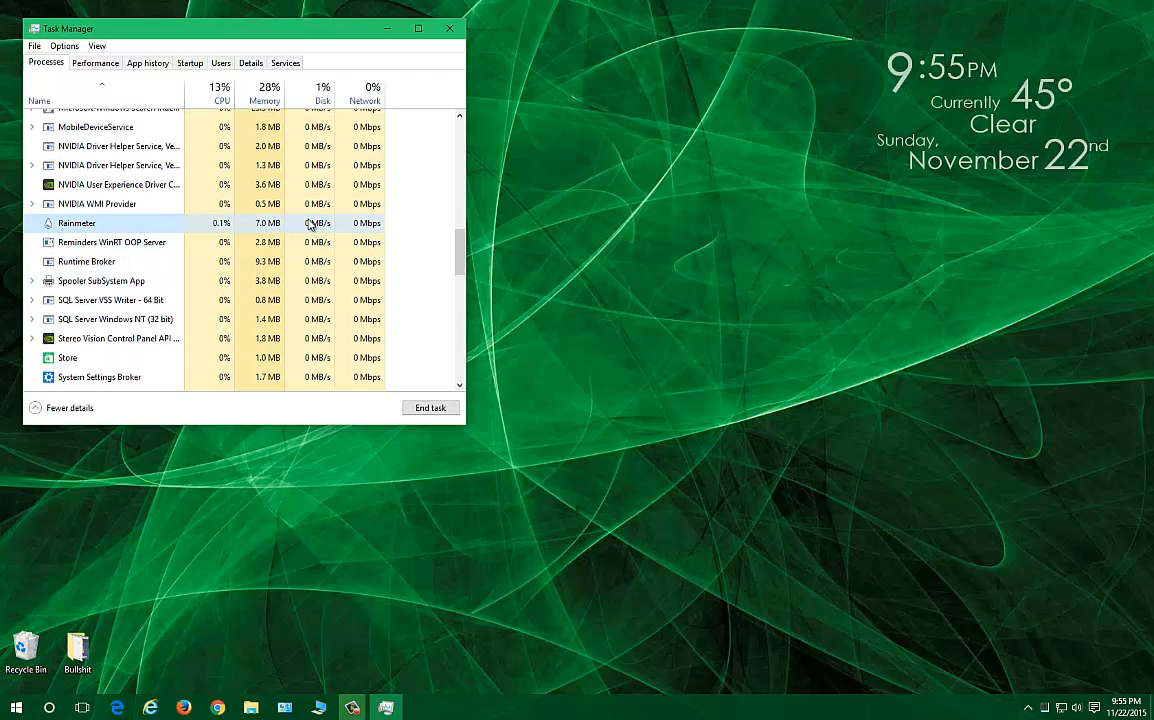 Task Manager
File Options View
Processes Performance App history Startup Users Details Services
13% 28% 1% 0%
Name CPU Memory Disk Network
MobileDeviceService 0% 1.8 MB 0 MB/s 0 Mbps
NVIDIA Driver Helper Service, Ve... 0% 2.0 MB 0 MB/s 0 Mbps
NVIDIA Driver Helper Service, Ve... 0% 1.3 MB 0 MB/s 0 Mbps
NVIDIA User Experience Driver C... 0% 3.6 MB 0 MB/s 0 Mbps
NVIDIA WMI Provider 0% 0.5 MB 0 MB/s 0 Mbps
Rainmeter 0.1% 7.0 MB 0 MB/s 0 Mbps
Reminders WinRT OOP Server 0% 2.8 MB 0 MB/s 0 Mbps
Runtime Broker 0% 9.3 MB 0 MB/s 0 Mbps
Spooler SubSystem App 0% 3.8 MB 0 MB/s 0 Mbps
SQL Server VSS Writer - 64 Bit 0% 0.8 MB 0 MB/s 0 Mbps
SQL Server Windows NT (32 bit) 0% 1.4 MB 0 MB/s 0 Mbps
Stereo Vision Control Panel API ... 0% 1.8 MB 0 MB/s 0 Mbps
Store 0% 1.0 MB 0 MB/s 0 Mbps
System Settings Broker 0% 1.7 MB 0 MB/s 0 Mbps
Fewer details End task
9:55PM
Currently 45°
Clear
Sunday,
November 22nd
Recycle Bin
Bullshit
9:55 PM
11/22/2015